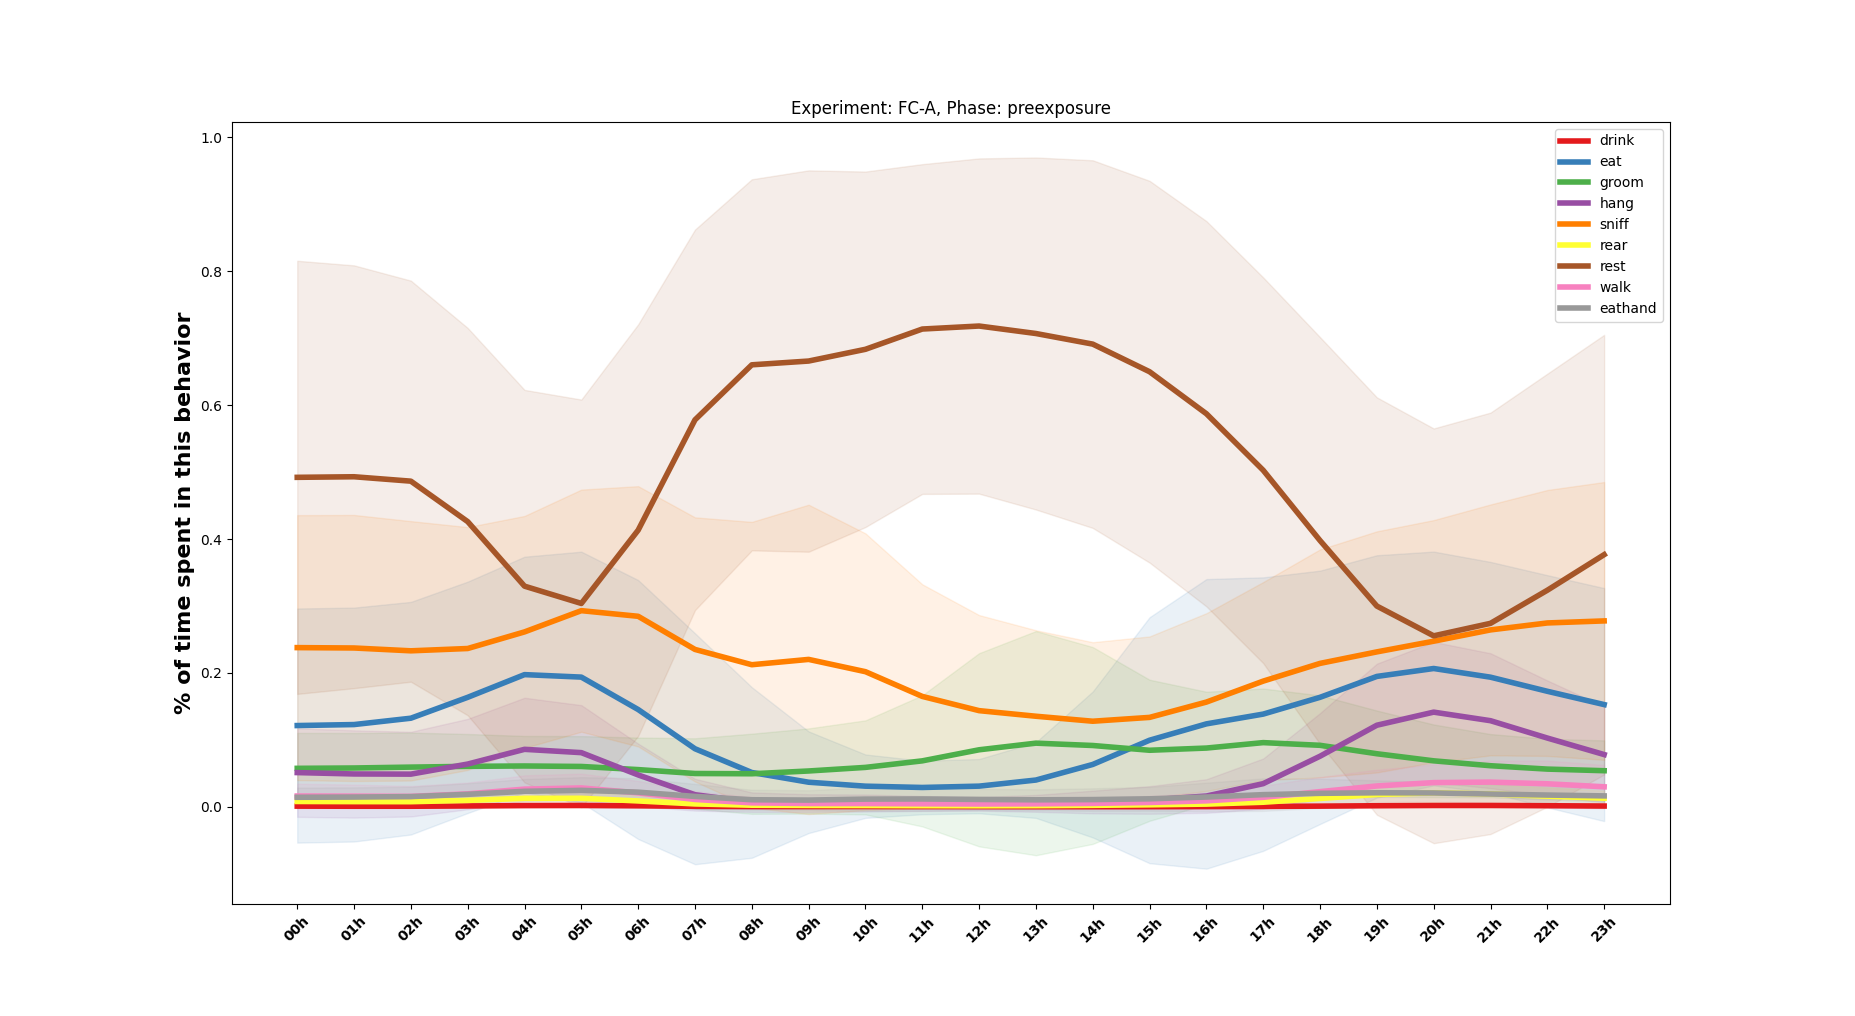 Experiment: FC-A, Phase: preexposure
% of time spent in this behavior
1.0
0.8
0.6
0.4
0.2
0.0
drink
eat
groom
hang
sniff
rear
rest
walk
eathand
00h 01h 02h 03h 04h 05h 06h 07h 08h 09h 10h 11h 12h 13h 14h 15h 16h 17h 18h 19h 20h 21h 22h 23h